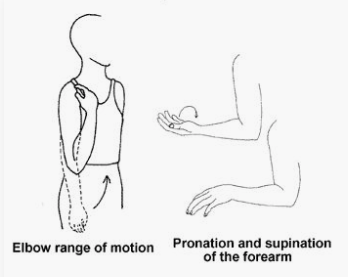 Elbow range of motion
Pronation and supination
of the forearm